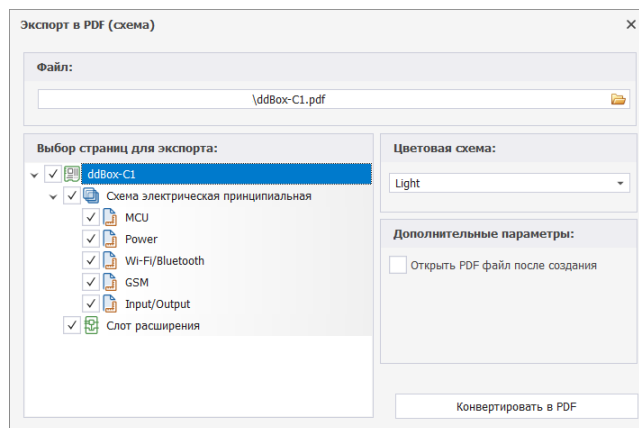 Экспорт в PDF (схема)
Файл:
\ddBox-C1.pdf
Выбор страниц для экспорта:
ddBox-C1
Схема электрическая принципиальная
MCU
Power
Wi-Fi/Bluetooth
GSM
Input/Output
Слот расширения
Цветовая схема:
Light
Дополнительные параметры:
Открыть PDF файл после создания
Конвертировать в PDF